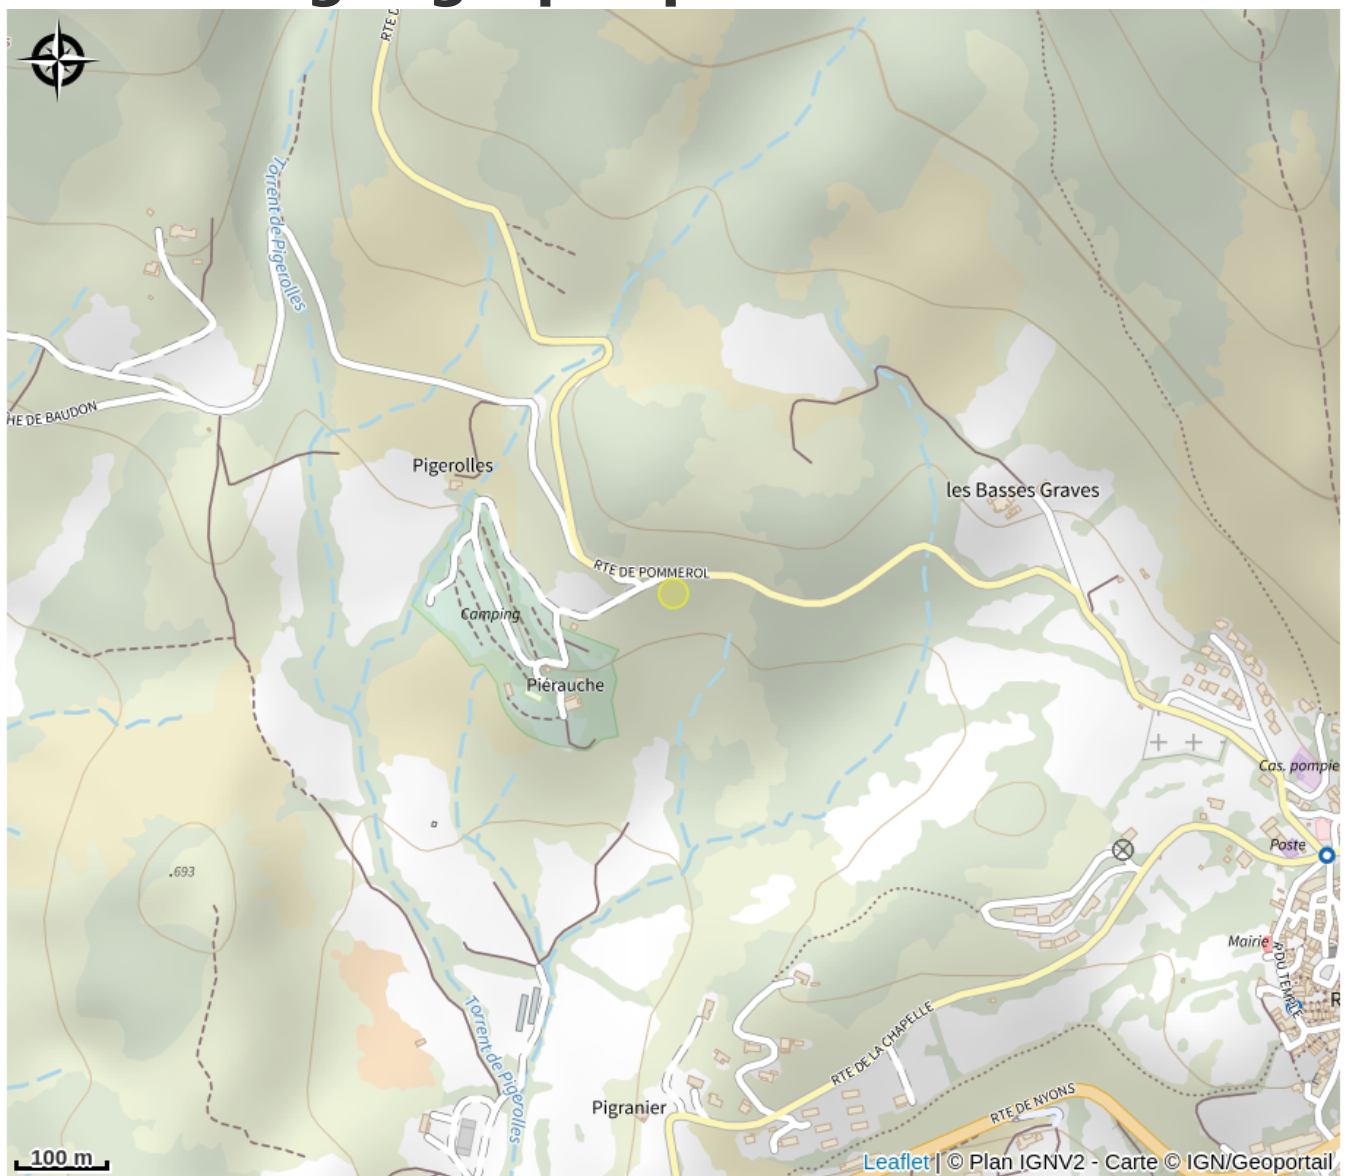 RTE D
Torrent de Pigerolles
HE DE BAUDON
Pigerolles
les Basses Graves
RTE DE POMMEROL
Camping
Piérauche
Cas. pompie
Poste
.693
Mairie
R DU TEMPLE
R
Torrent de Pigerolles
RTE DE LA CHAPELLE
Pigranier
RTE DE NYONS
100 m
Leaflet | © Plan IGNV2 - Carte © IGN/Geoportail